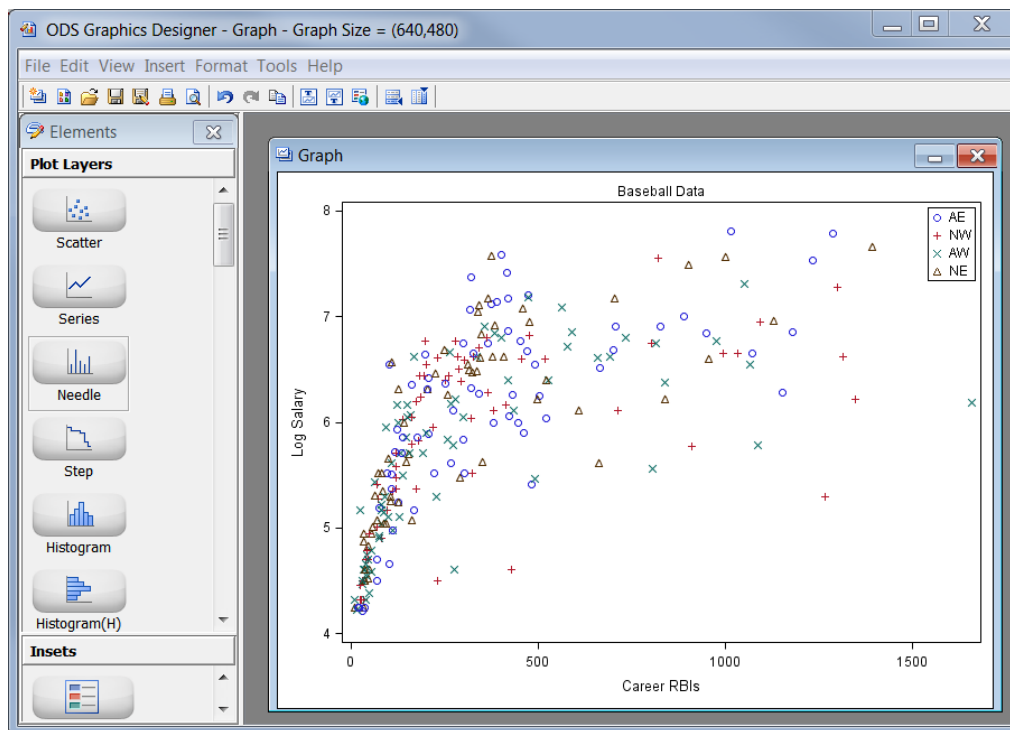 ODS Graphics Designer - Graph - Graph Size = (640,480)
File Edit View Insert Format Tools Help
Elements
Plot Layers
Scatter
Series
Needle
Step
Histogram
Histogram(H)
Insets
Graph
Baseball Data
AE
NW
AW
NE
8
7
6
5
4
Log Salary
0 500 1000 1500
Career RBIs